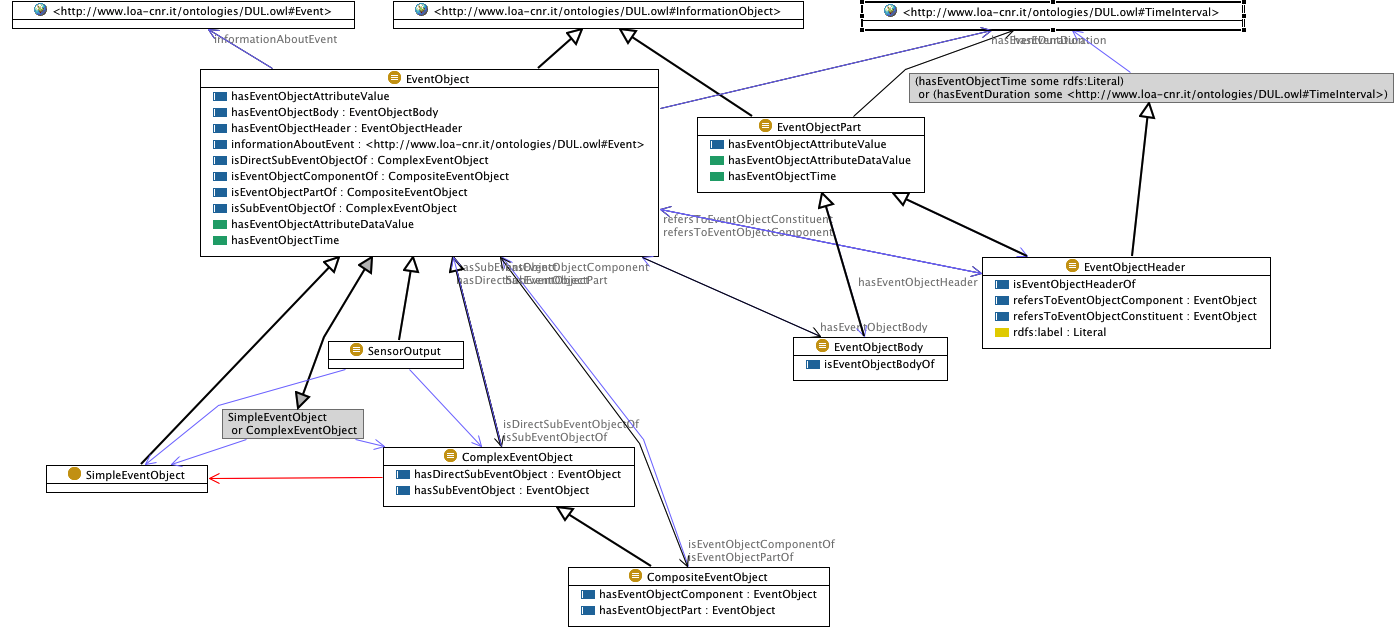 <http://www.loa-cnr.it/ontologies/DUL.owl#Event>
<http://www.loa-cnr.it/ontologies/DUL.owl#InformationObject>
<http://www.loa-cnr.it/ontologies/DUL.owl#TimeInterval>
informationAboutEvent
hasEventDuration
EventObject
hasEventObjectAttributeValue
hasEventObjectBody : EventObjectBody
hasEventObjectHeader : EventObjectHeader
informationAboutEvent : <http://www.loa-cnr.it/ontologies/DUL.owl#Event>
isDirectSubEventObjectOf : ComplexEventObject
isEventObjectComponentOf : CompositeEventObject
isEventObjectPartOf : CompositeEventObject
isSubEventObjectOf : ComplexEventObject
hasEventObjectAttributeDataValue
hasEventObjectTime
(hasEventObjectTime some rdfs:Literal)
or (hasEventDuration some <http://www.loa-cnr.it/ontologies/DUL.owl#TimeInterval>)
EventObjectPart
hasEventObjectAttributeValue
hasEventObjectAttributeDataValue
hasEventObjectTime
refersToEventObjectConstituent
refersToEventObjectComponent
hasEventObjectHeader
EventObjectHeader
isEventObjectHeaderOf
refersToEventObjectComponent : EventObject
refersToEventObjectConstituent : EventObject
rdfs:label : Literal
hasEventObjectBody
EventObjectBody
isEventObjectBodyOf
SensorOutput
SimpleEventObject
or ComplexEventObject
isDirectSubEventObjectOf
isSubEventObjectOf
SimpleEventObject
ComplexEventObject
hasDirectSubEventObject : EventObject
hasSubEventObject : EventObject
isEventObjectComponentOf
isEventObjectPartOf
CompositeEventObject
hasEventObjectComponent : EventObject
hasEventObjectPart : EventObject